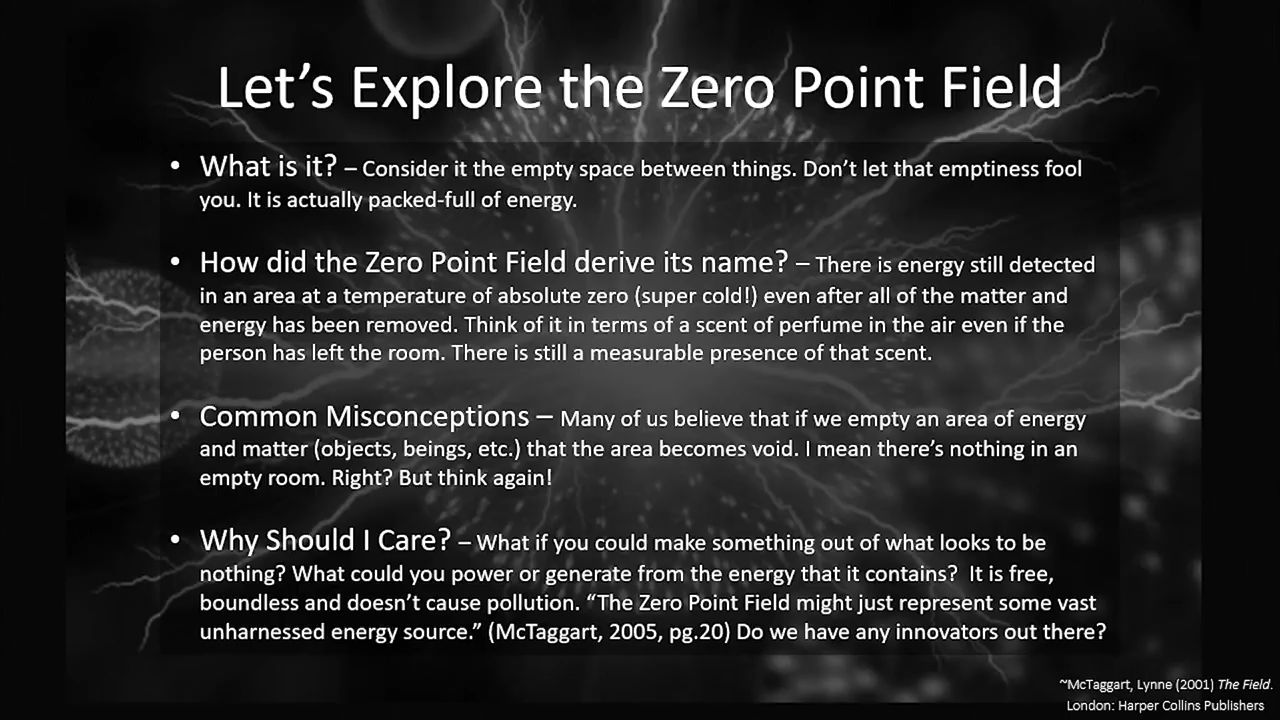 Let's Explore the Zero Point Field
• What is it? – Consider it the empty space between things. Don't let that emptiness fool
you. It is actually packed-full of energy.
• How did the Zero Point Field derive its name? – There is energy still detected
in an area at a temperature of absolute zero (super cold!) even after all of the matter and
energy has been removed. Think of it in terms of a scent of perfume in the air even if the
person has left the room. There is still a measurable presence of that scent.
• Common Misconceptions – Many of us believe that if we empty an area of energy
and matter (objects, beings, etc.) that the area becomes void. I mean there's nothing in an
empty room. Right? But think again!
• Why Should I Care? – What if you could make something out of what looks to be
nothing? What could you power or generate from the energy that it contains?  It is free,
boundless and doesn't cause pollution. “The Zero Point Field might just represent some vast
unharnessed energy source.” (McTaggart, 2005, pg.20) Do we have any innovators out there?
~McTaggart, Lynne (2001) The Field.
London: Harper Collins Publishers